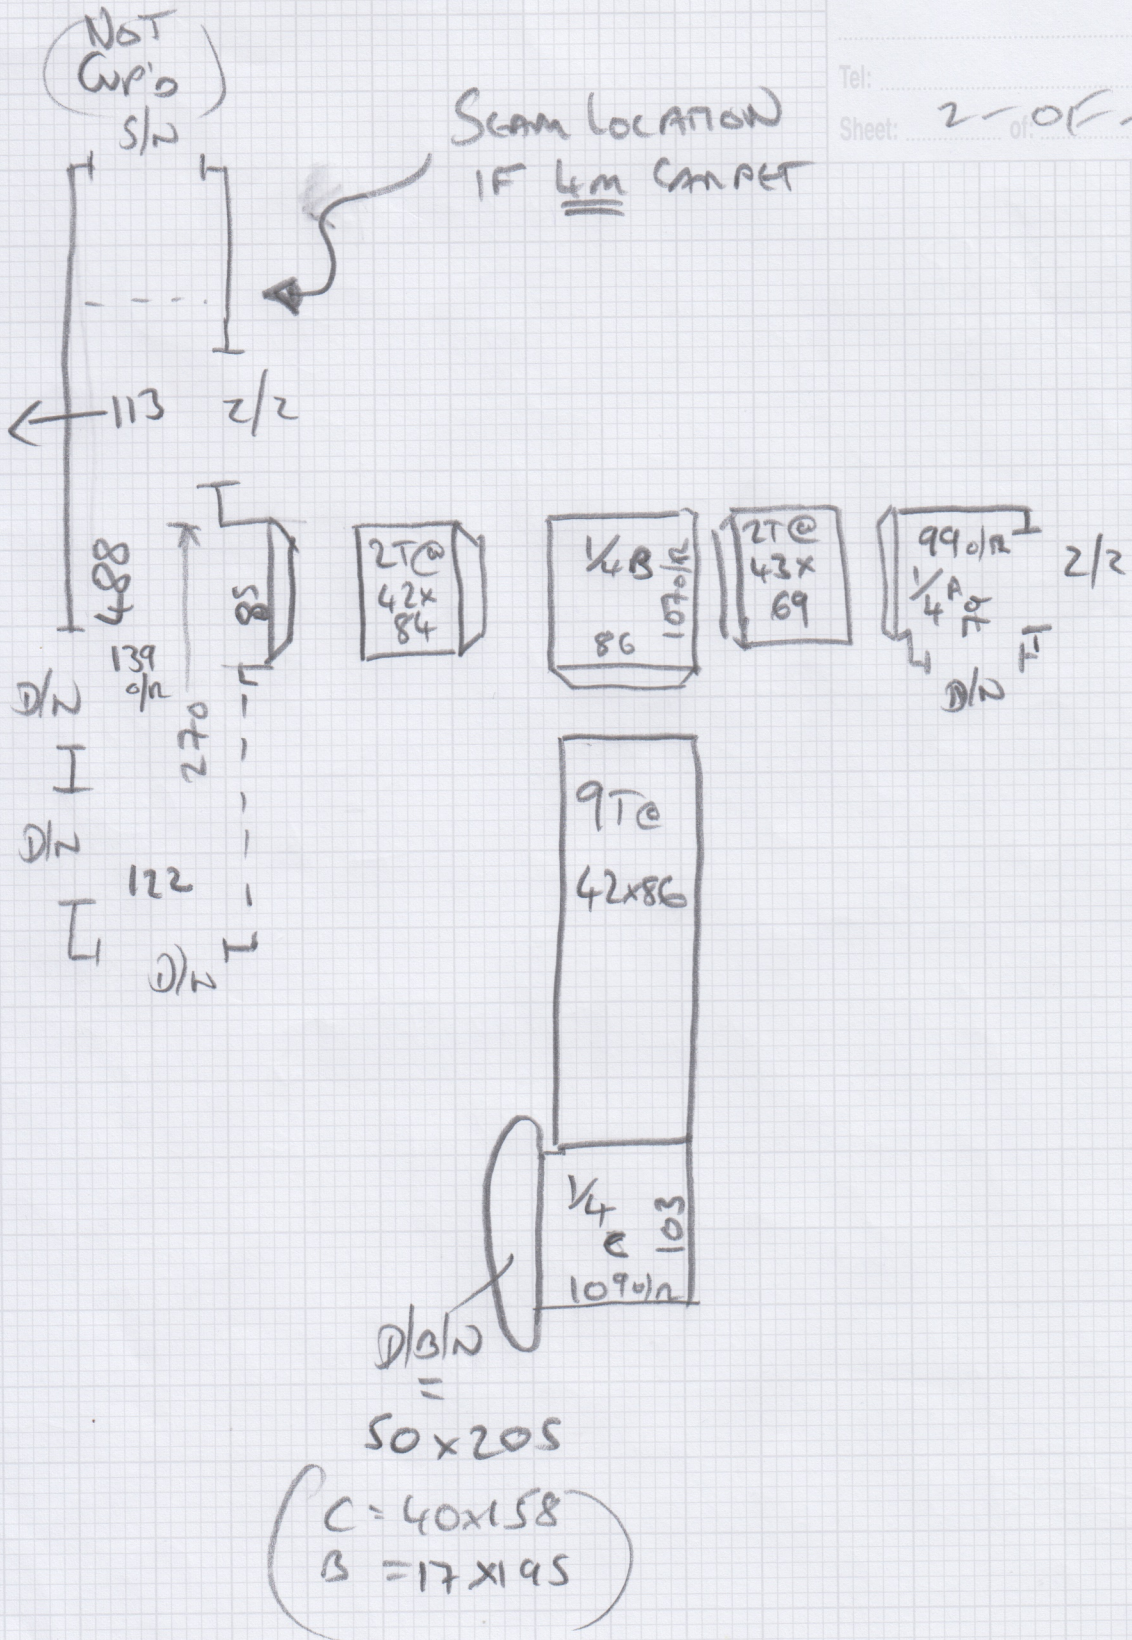 NOT
CUP'D
S/N
SEAM LOCATION
IF 4M CARPET
Tel:
Sheet: 2 of: OF
113
2/2
488
85
139
O/R
270
D/N
D/N
122
D/N
2T@
42x
84
1/4 B
107 O/R
86
2T@
43x
69
99 O/R
1/4 A
2/2
D/N
9T@
42x86
1/4
C
103
109 O/R
D/B/N
=
50x205
C = 40x158
B = 17x195